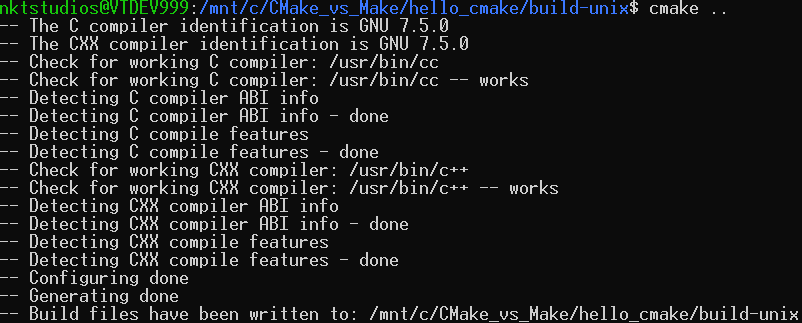 nktstudios@VTDEV999:/mnt/c/CMake_vs_Make/hello_cmake/build-unix$ cmake ..
-- The C compiler identification is GNU 7.5.0
-- The CXX compiler identification is GNU 7.5.0
-- Check for working C compiler: /usr/bin/cc
-- Check for working C compiler: /usr/bin/cc -- works
-- Detecting C compiler ABI info
-- Detecting C compiler ABI info - done
-- Detecting C compile features
-- Detecting C compile features - done
-- Check for working CXX compiler: /usr/bin/c++
-- Check for working CXX compiler: /usr/bin/c++ -- works
-- Detecting CXX compiler ABI info
-- Detecting CXX compiler ABI info - done
-- Detecting CXX compile features
-- Detecting CXX compile features - done
-- Configuring done
-- Generating done
-- Build files have been written to: /mnt/c/CMake_vs_Make/hello_cmake/build-unix